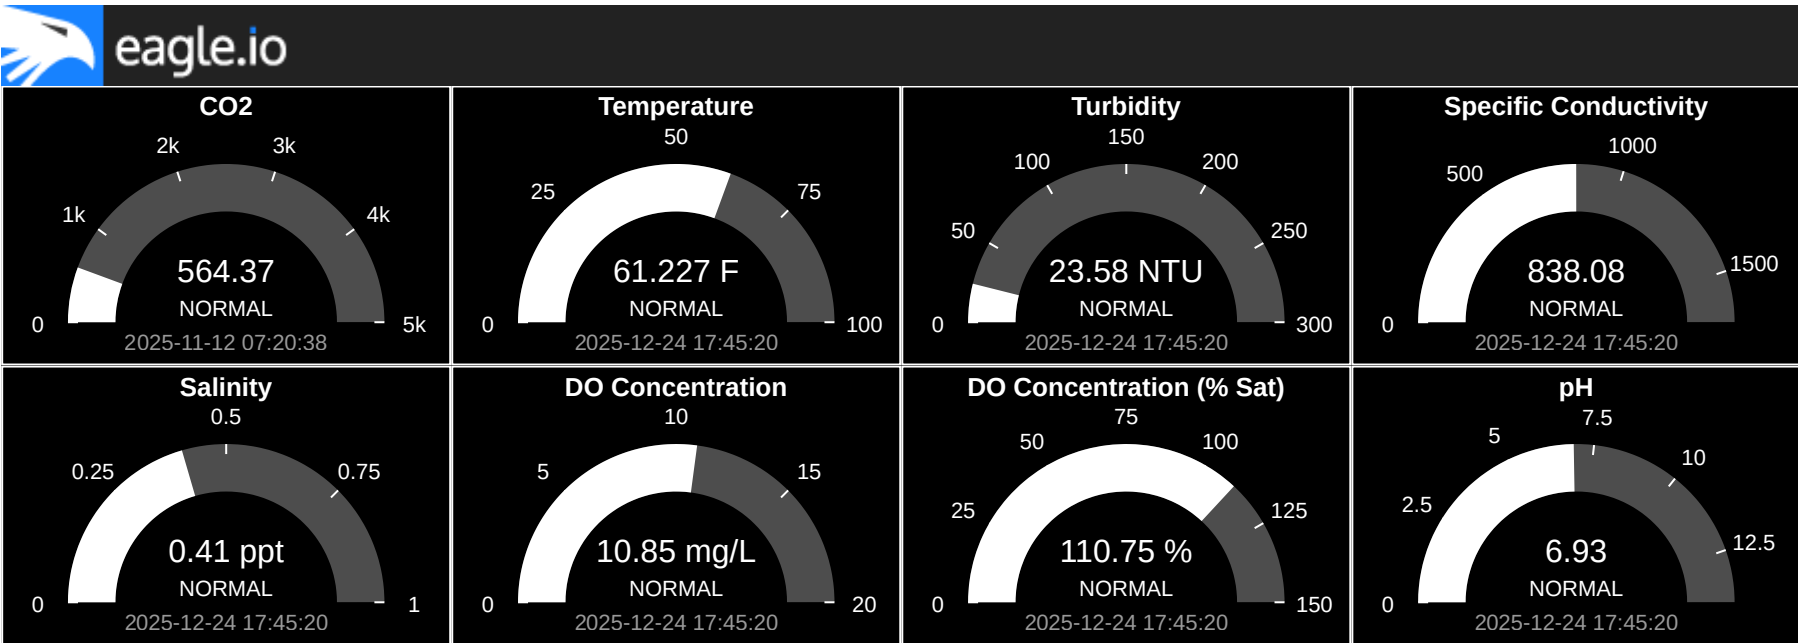 eagle.io
CO2
0
1k
2k
3k
4k
5k
564.37
NORMAL
2025-11-12 07:20:38
Temperature
0
25
50
75
100
61.227 F
NORMAL
2025-12-24 17:45:20
Turbidity
0
50
100
150
200
250
300
23.58 NTU
NORMAL
2025-12-24 17:45:20
Specific Conductivity
0
500
1000
1500
838.08
NORMAL
2025-12-24 17:45:20
Salinity
0
0.25
0.5
0.75
1
0.41 ppt
NORMAL
2025-12-24 17:45:20
DO Concentration
0
5
10
15
20
10.85 mg/L
NORMAL
2025-12-24 17:45:20
DO Concentration (% Sat)
0
25
50
75
100
125
150
110.75 %
NORMAL
2025-12-24 17:45:20
pH
0
2.5
5
7.5
10
12.5
6.93
NORMAL
2025-12-24 17:45:20